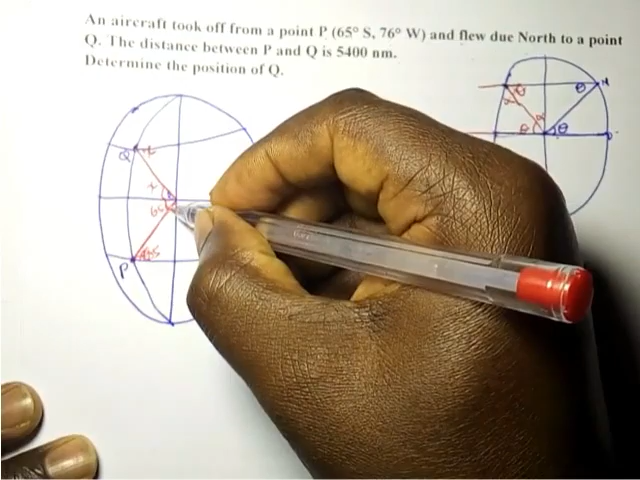 An aircraft took off from a point P (65° S, 76° W) and flew due North to a point
Q. The distance between P and Q is 5400 nm.
Determine the position of Q.
θ N
θ
α
α
θ θ
Q x
x
65
P